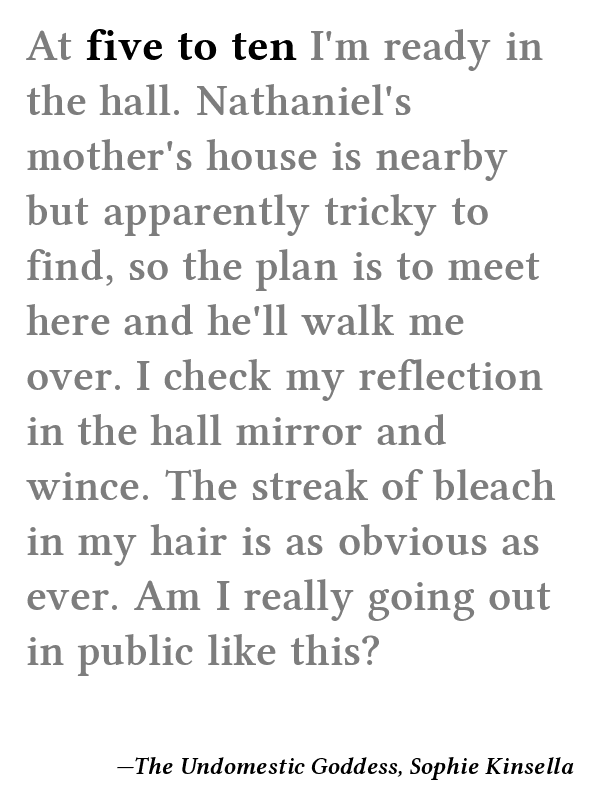 At five to ten I'm ready in
the hall. Nathaniel's
mother's house is nearby
but apparently tricky to
find, so the plan is to meet
here and he'll walk me
over. I check my reflection
in the hall mirror and
wince. The streak of bleach
in my hair is as obvious as
ever. Am I really going out
in public like this?
—The Undomestic Goddess, Sophie Kinsella